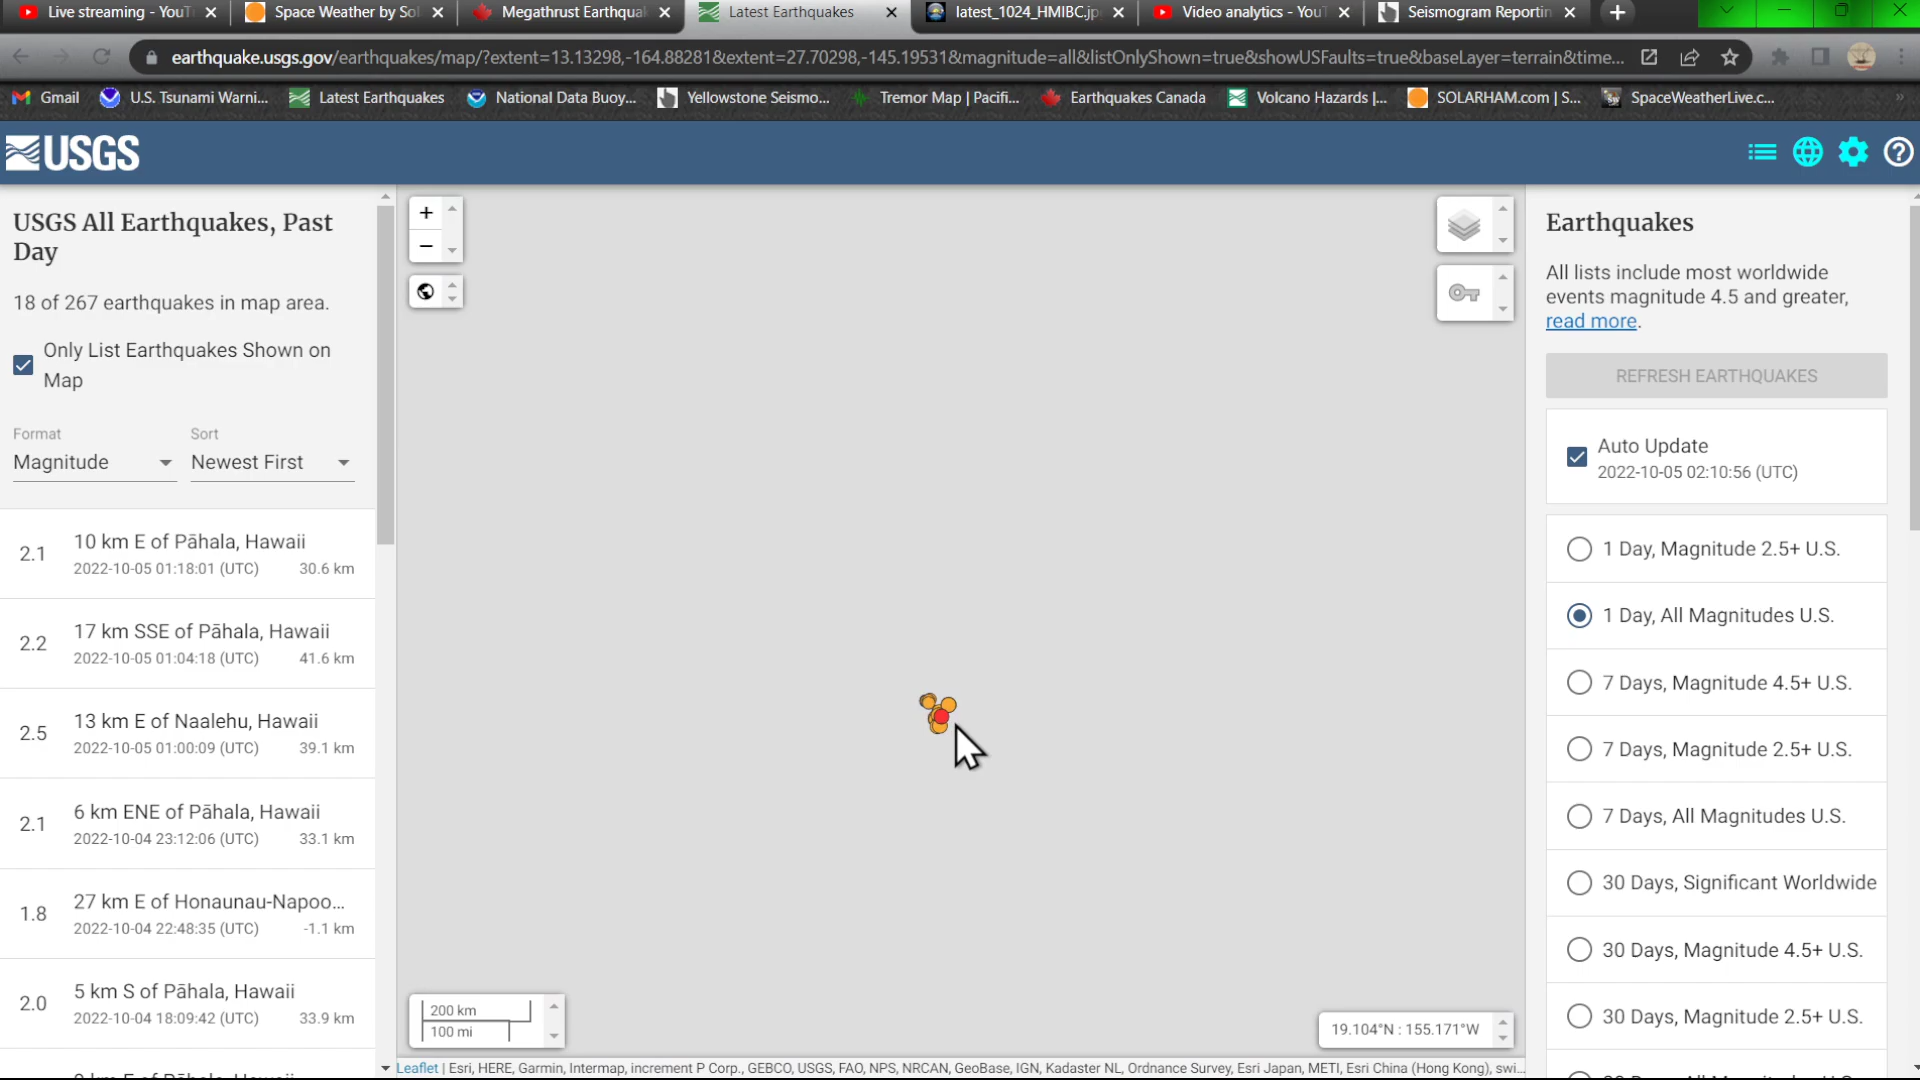 Live streaming - YouT
Space Weather by So
Megathrust Earthqua
Latest Earthquakes
latest_1024_HMIBC.jp
Video analytics - You
Seismogram Reportin
earthquake.usgs.gov/earthquakes/map/?extent=13.13298,-164.88281&extent=27.70298,-145.19531&magnitude=all&listOnlyShown=true&showUSFaults=true&baseLayer=terrain&time...
Gmail
U.S. Tsunami Warni...
Latest Earthquakes
National Data Buoy...
Yellowstone Seismo...
Tremor Map | Pacifi...
Earthquakes Canada
Volcano Hazards |...
SOLARHAM.com | S...
SpaceWeatherLive.c...
USGS
USGS All Earthquakes, Past
Day
18 of 267 earthquakes in map area.
Only List Earthquakes Shown on
Map
Format
Sort
Magnitude
Newest First
2.1
10 km E of Pāhala, Hawaii
2022-10-05 01:18:01 (UTC)
30.6 km
2.2
17 km SSE of Pāhala, Hawaii
2022-10-05 01:04:18 (UTC)
41.6 km
2.5
13 km E of Naalehu, Hawaii
2022-10-05 01:00:09 (UTC)
39.1 km
2.1
6 km ENE of Pāhala, Hawaii
2022-10-04 23:12:06 (UTC)
33.1 km
1.8
27 km E of Honaunau-Napoo...
2022-10-04 22:48:35 (UTC)
-1.1 km
2.0
5 km S of Pāhala, Hawaii
2022-10-04 18:09:42 (UTC)
33.9 km
200 km
100 mi
19.104°N : 155.171°W
Leaflet | Esri, HERE, Garmin, Intermap, increment P Corp., GEBCO, USGS, FAO, NPS, NRCAN, GeoBase, IGN, Kadaster NL, Ordnance Survey, Esri Japan, METI, Esri China (Hong Kong), swi...
Earthquakes
All lists include most worldwide
events magnitude 4.5 and greater,
read more.
REFRESH EARTHQUAKES
Auto Update
2022-10-05 02:10:56 (UTC)
1 Day, Magnitude 2.5+ U.S.
1 Day, All Magnitudes U.S.
7 Days, Magnitude 4.5+ U.S.
7 Days, Magnitude 2.5+ U.S.
7 Days, All Magnitudes U.S.
30 Days, Significant Worldwide
30 Days, Magnitude 4.5+ U.S.
30 Days, Magnitude 2.5+ U.S.